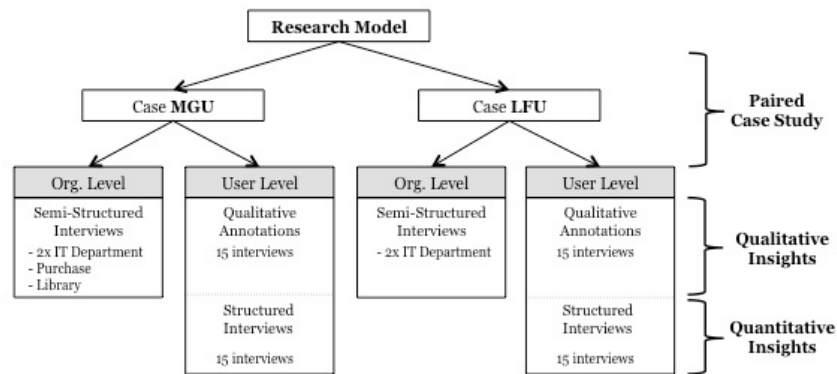 Research Model
Case MGU
Case LFU
Paired
Case Study
Org. Level
User Level
Org. Level
User Level
Semi-Structured
Interviews
- 2x IT Department
- Purchase
- Library
Qualitative
Annotations
15 interviews
Semi-Structured
Interviews
- 2x IT Department
Qualitative
Annotations
15 interviews
Qualitative
Insights
Structured
Interviews
15 interviews
Structured
Interviews
15 interviews
Quantitative
Insights